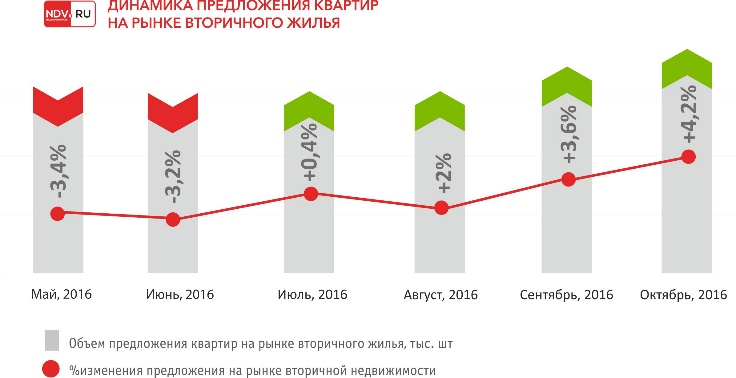 NDV.RU
ДИНАМИКА ПРЕДЛОЖЕНИЯ КВАРТИР
НА РЫНКЕ ВТОРИЧНОГО ЖИЛЬЯ
-3,4%
-3,2%
+0,4%
+2%
+3,6%
+4,2%
Май, 2016
Июнь, 2016
Июль, 2016
Август, 2016
Сентябрь, 2016
Октябрь, 2016
Объем предложения квартир на рынке вторичного жилья, тыс. шт
%изменения предложения на рынке вторичной недвижимости